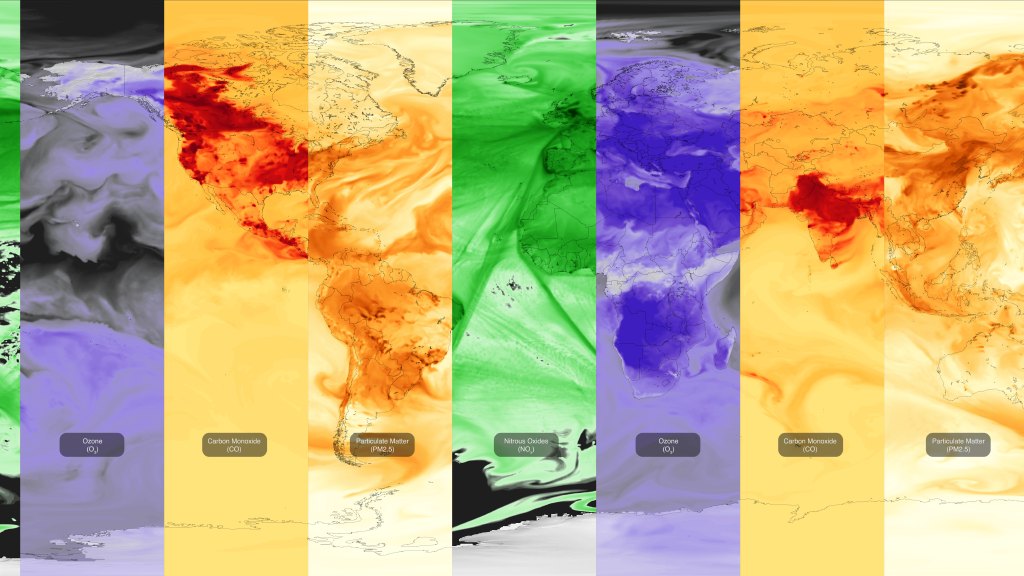 Ozone
(O₃)
Carbon Monoxide
(CO)
Particulate Matter
(PM2.5)
Nitrous Oxides
(NOₓ)
Ozone
(O₃)
Carbon Monoxide
(CO)
Particulate Matter
(PM2.5)